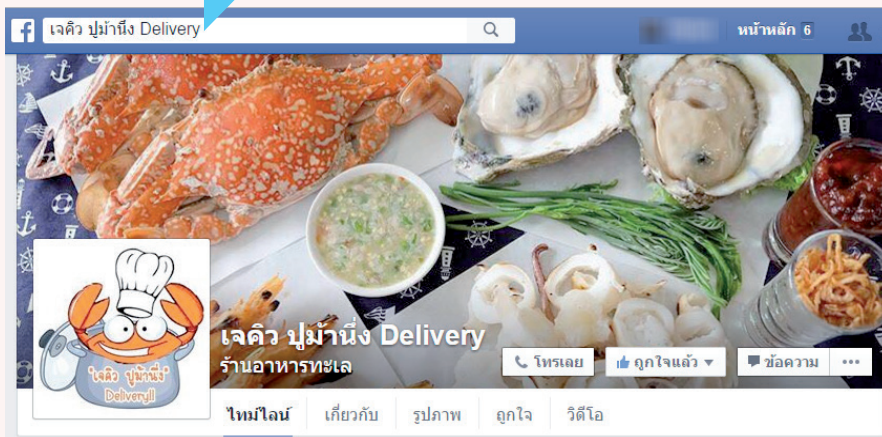 f เจคิว ปูม้านึ่ง Delivery
หน้าหลัก 6
"เจคิว ปูม้านึ่ง"
Delivery!!
เจคิว ปูม้านึ่ง Delivery
ร้านอาหารทะเล
โทรเลย ถูกใจแล้ว ข้อความ ...
ไทม์ไลน์ เกี่ยวกับ รูปภาพ ถูกใจ วิดีโอ